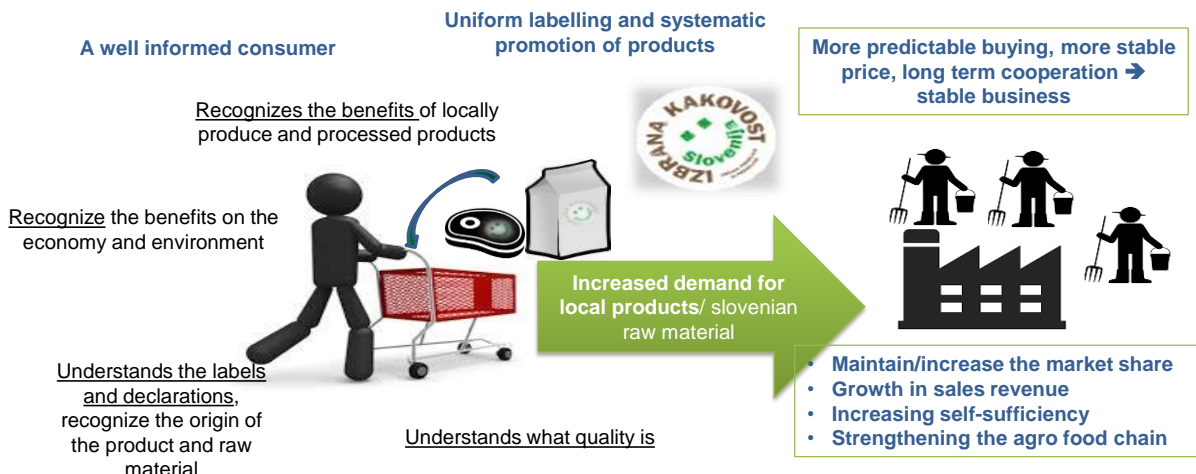 A well informed consumer
Uniform labelling and systematic
promotion of products
More predictable buying, more stable
price, long term cooperation ➔
stable business
Recognizes the benefits of locally
produce and processed products
IZBRANA KAKOVOST
Slovenija
Recognize the benefits on the
economy and environment
Increased demand for
local products/ slovenian
raw material
Understands the labels
and declarations,
recognize the origin of
the product and raw
material
Understands what quality is
• Maintain/increase the market share
• Growth in sales revenue
• Increasing self-sufficiency
• Strengthening the agro food chain